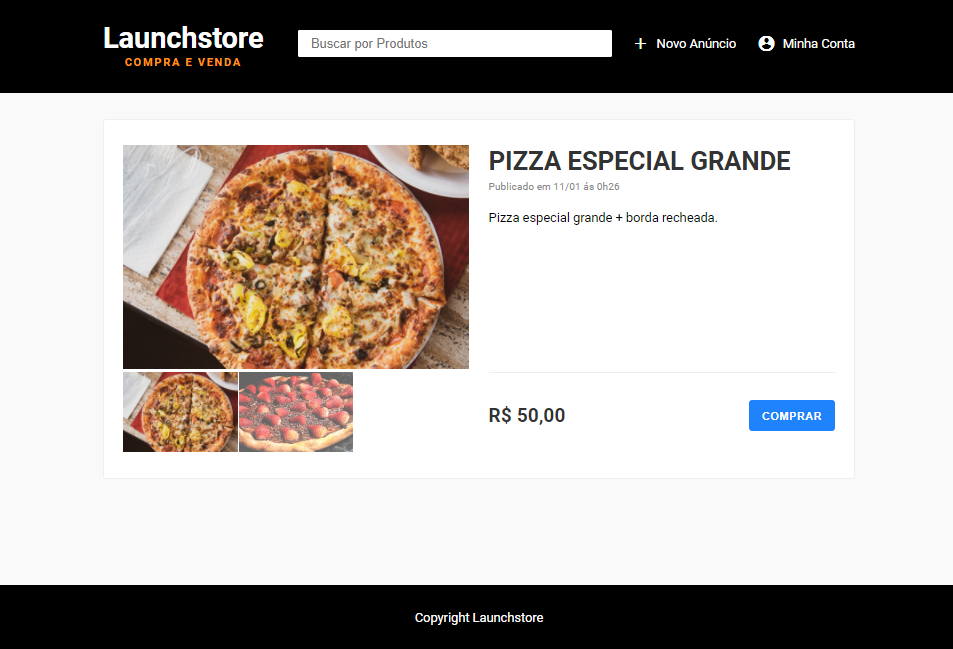 Launchstore
COMPRA E VENDA
Buscar por Produtos
Novo Anúncio
Minha Conta
PIZZA ESPECIAL GRANDE
Publicado em 11/01 ás 0h26
Pizza especial grande + borda recheada.
R$ 50,00
COMPRAR
Copyright Launchstore